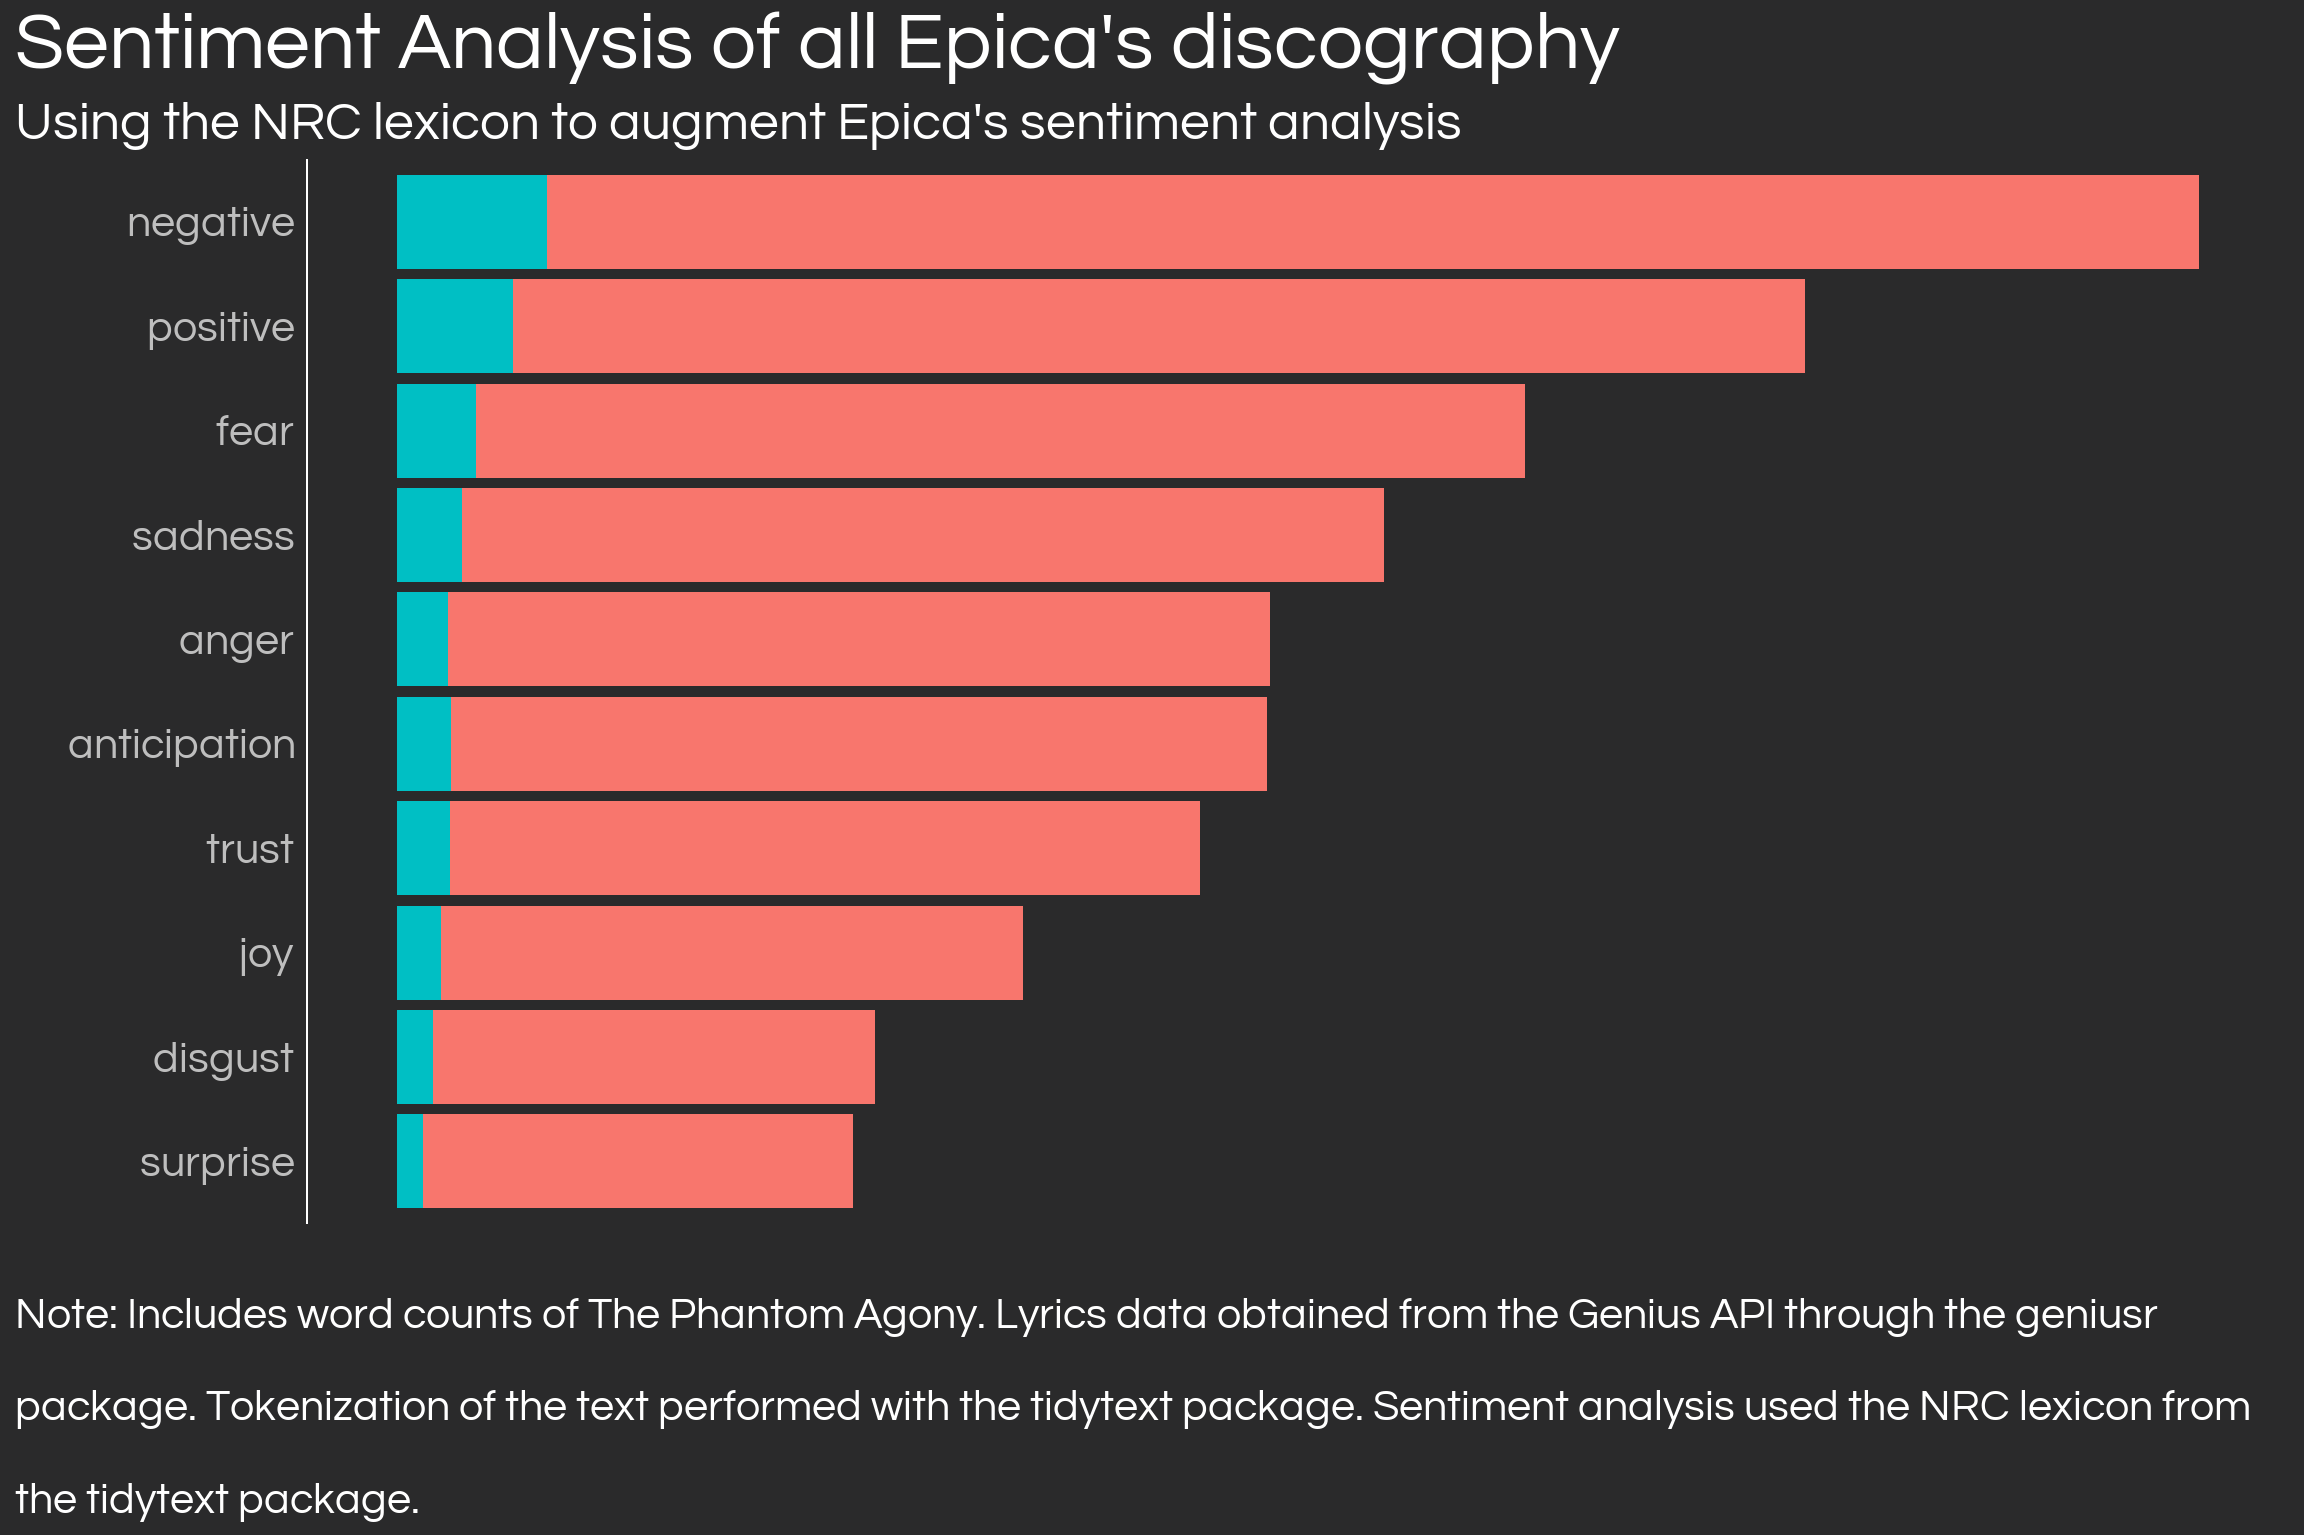 Sentiment Analysis of all Epica's discography
Using the NRC lexicon to augment Epica's sentiment analysis
negative
positive
fear
sadness
anger
anticipation
trust
joy
disgust
surprise
Note: Includes word counts of The Phantom Agony. Lyrics data obtained from the Genius API through the geniusr
package. Tokenization of the text performed with the tidytext package. Sentiment analysis used the NRC lexicon from
the tidytext package.